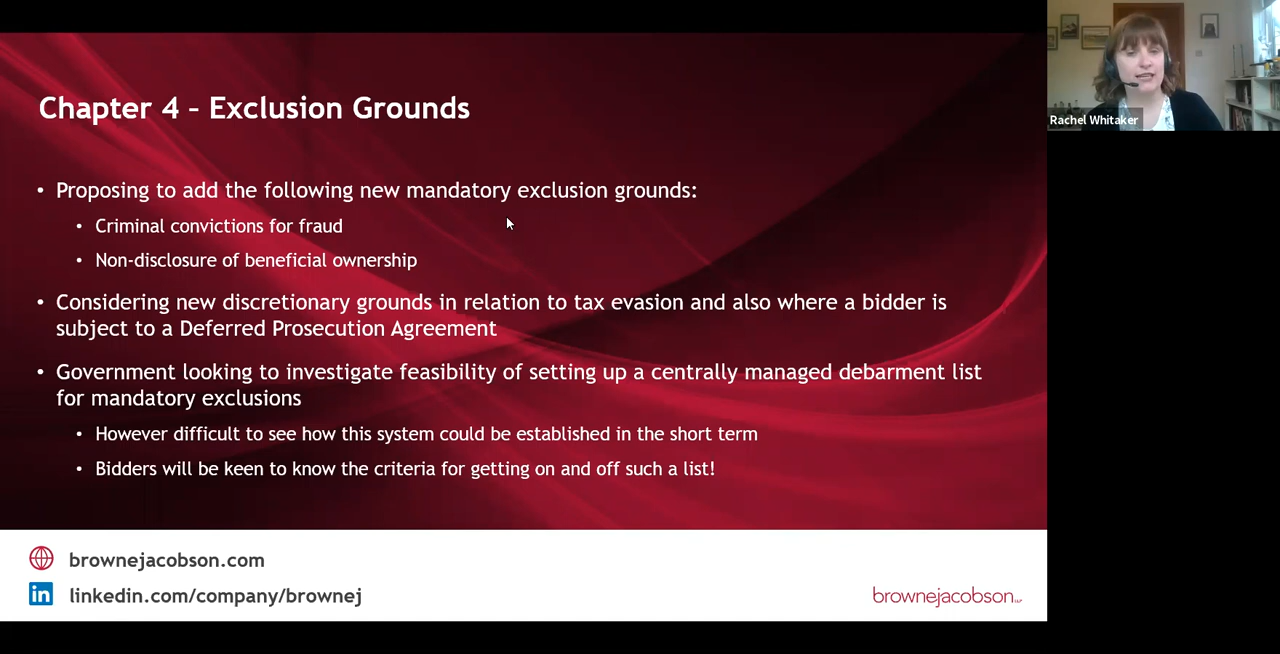 Chapter 4 – Exclusion Grounds
• Proposing to add the following new mandatory exclusion grounds:
• Criminal convictions for fraud
• Non-disclosure of beneficial ownership
• Considering new discretionary grounds in relation to tax evasion and also where a bidder is
subject to a Deferred Prosecution Agreement
• Government looking to investigate feasibility of setting up a centrally managed debarment list
for mandatory exclusions
• However difficult to see how this system could be established in the short term
• Bidders will be keen to know the criteria for getting on and off such a list!
brownejacobson.com
in linkedin.com/company/brownej
brownejacobson
Rachel Whitaker